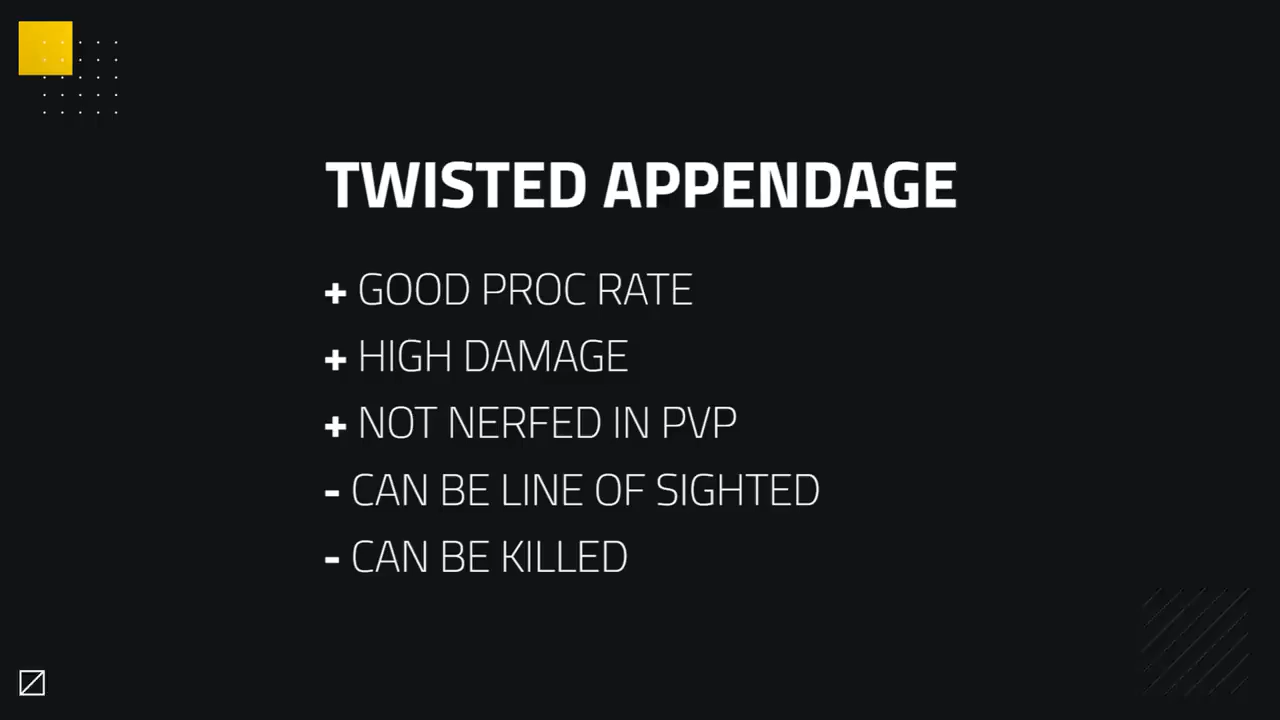 TWISTED APPENDAGE
+ GOOD PROC RATE
+ HIGH DAMAGE
+ NOT NERFED IN PVP
- CAN BE LINE OF SIGHTED
- CAN BE KILLED